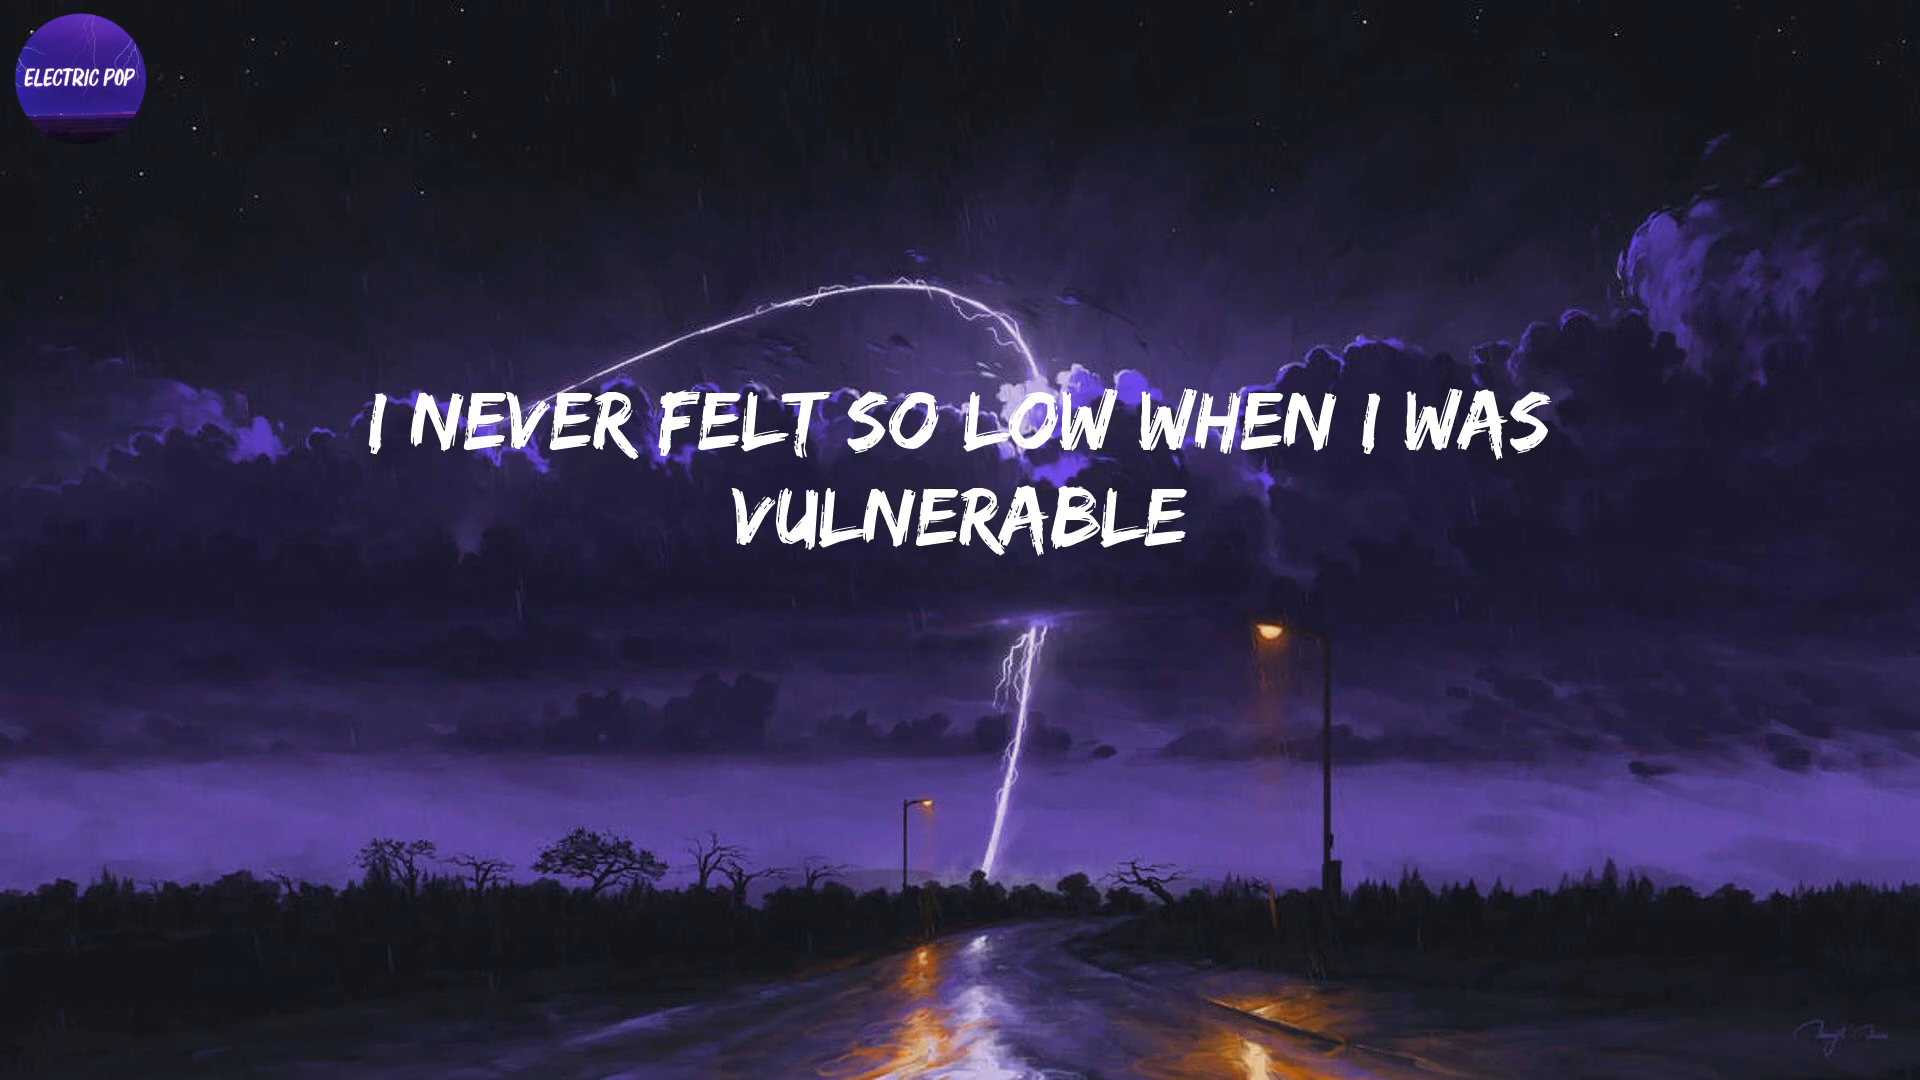 ELECTRIC POP
I NEVER FELT SO LOW WHEN I WAS
VULNERABLE